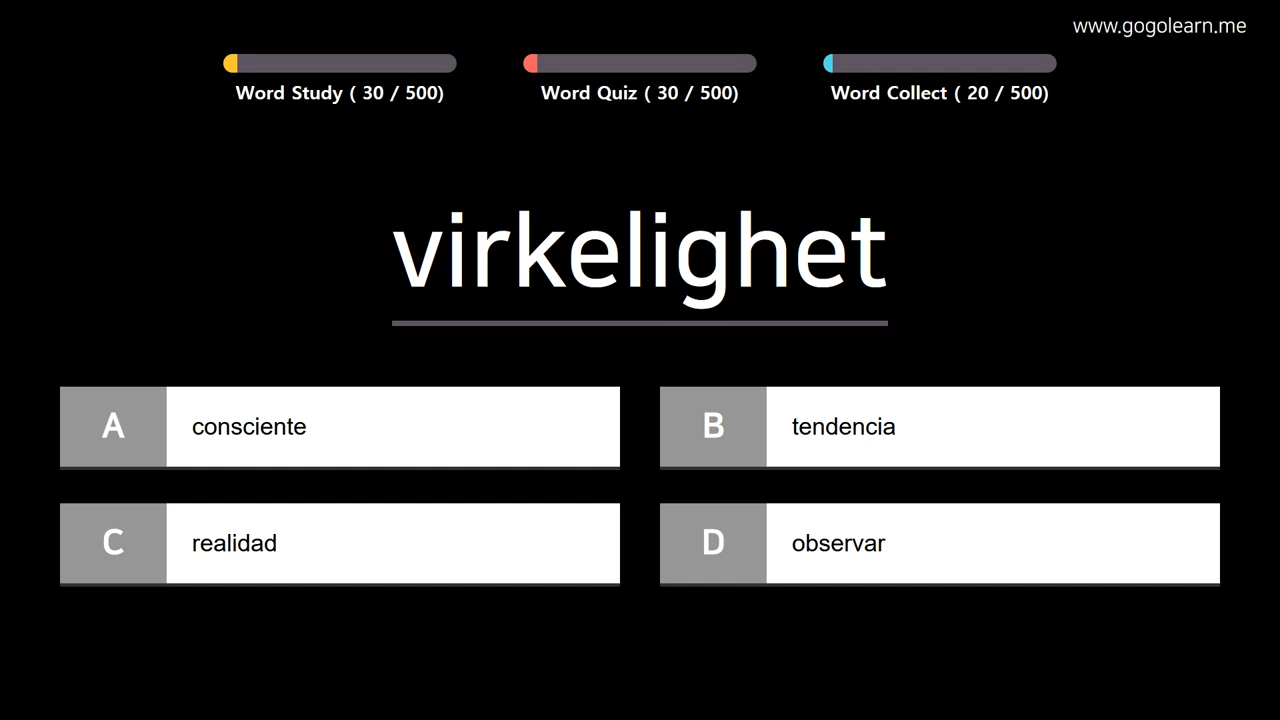 www.gogolearn.me
Word Study ( 30 / 500)
Word Quiz ( 30 / 500)
Word Collect ( 20 / 500)
virkelighet
A consciente
B tendencia
C realidad
D observar